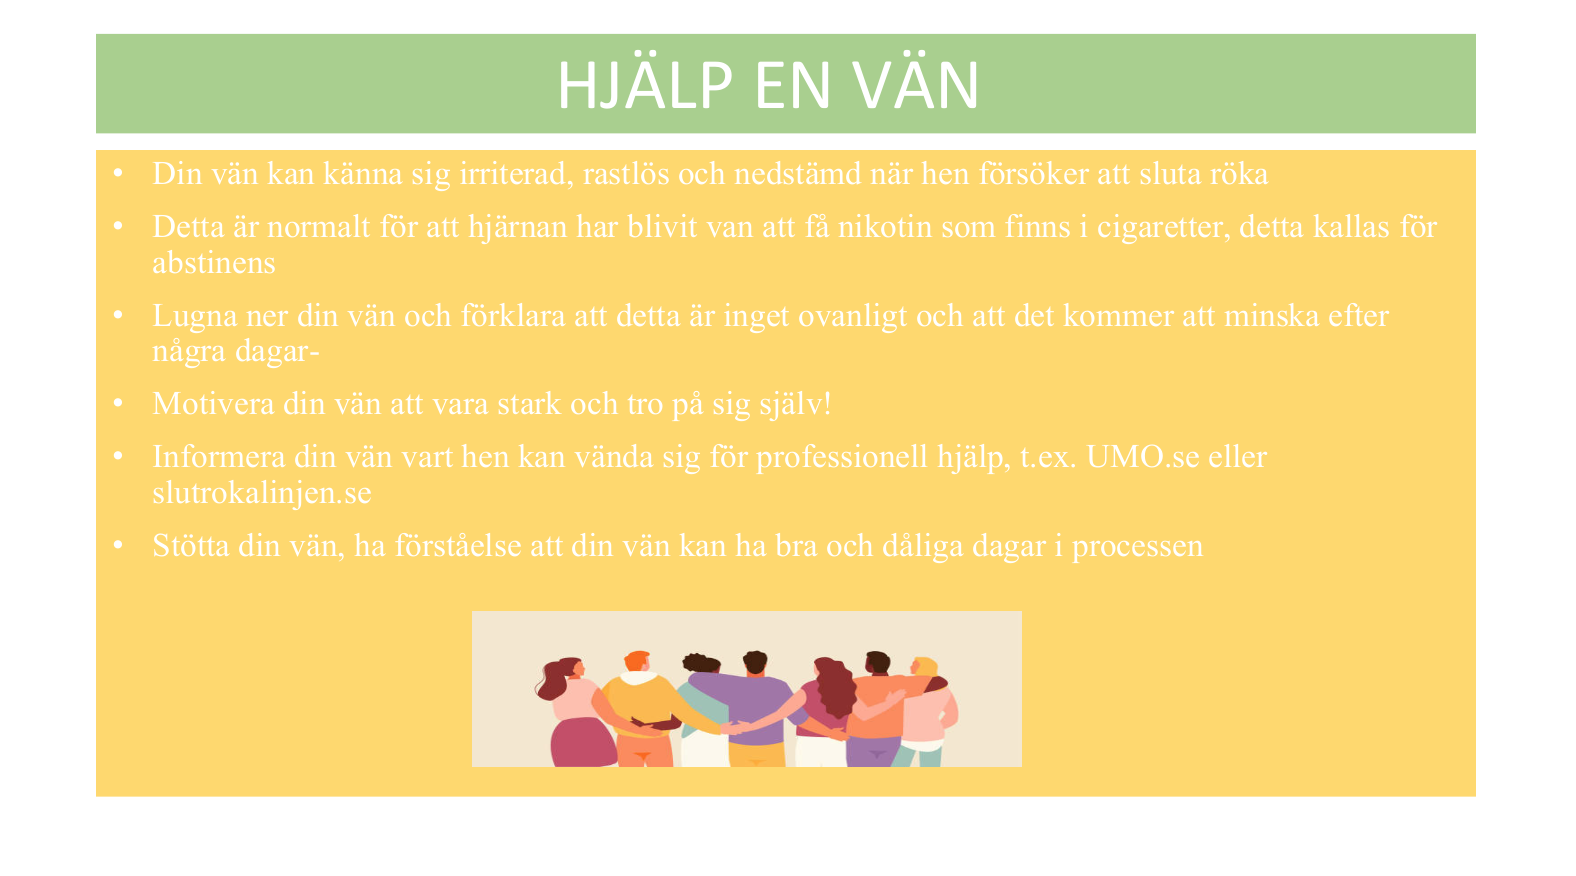 HJÄLP EN VÄN
• Din vän kan känna sig irriterad, rastlös och nedstämd när hen försöker att sluta röka
• Detta är normalt för att hjärnan har blivit van att få nikotin som finns i cigaretter, detta kallas för
abstinens
• Lugna ner din vän och förklara att detta är inget ovanligt och att det kommer att minska efter
några dagar-
• Motivera din vän att vara stark och tro på sig själv!
• Informera din vän vart hen kan vända sig för professionell hjälp, t.ex. UMO.se eller
slutrokalinjen.se
• Stötta din vän, ha förståelse att din vän kan ha bra och dåliga dagar i processen